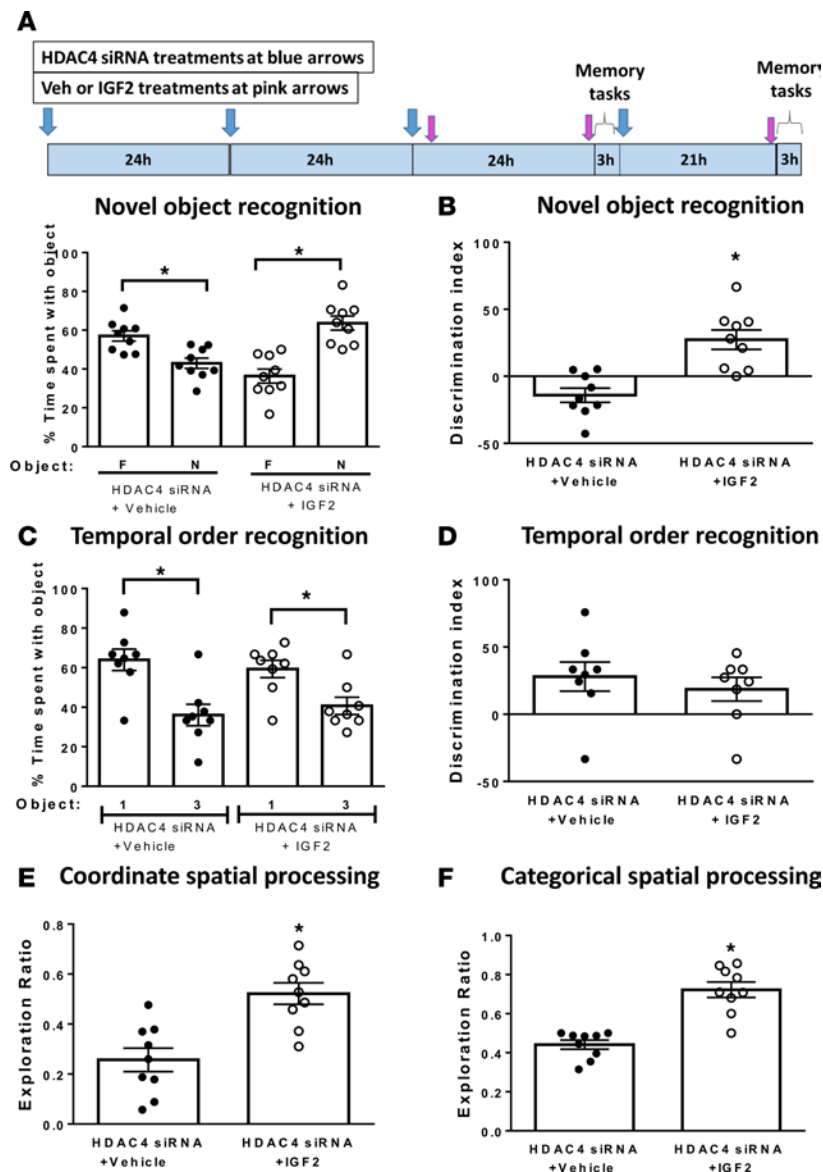 A
HDAC4 siRNA treatments at blue arrows
Veh or IGF2 treatments at pink arrows
Memory
tasks
Memory
tasks
24h
24h
24h
3h
21h
3h
Novel object recognition
% Time spent with object
100
80
60
40
20
0
*
*
Object:
F
N
F
N
HDAC4 siRNA
+ Vehicle
HDAC4 siRNA
+ IGF2
B
Novel object recognition
Discrimination index
100
50
0
-50
*
HDAC4 siRNA
+Vehicle
HDAC4 siRNA
+IGF2
C
Temporal order recognition
% Time spent with object
100
80
60
40
20
0
*
*
Object:
1
3
1
3
HDAC4 siRNA
+Vehicle
HDAC4 siRNA
+ IGF2
D
Temporal order recognition
Discrimination index
100
50
0
-50
HDAC4 siRNA
+Vehicle
HDAC4 siRNA
+ IGF2
E
Coordinate spatial processing
Exploration Ratio
0.8
0.6
0.4
0.2
0.0
*
HDAC4 siRNA
+Vehicle
HDAC4 siRNA
+IGF2
F
Categorical spatial processing
Exploration Ratio
1.0
0.8
0.6
0.4
0.2
0.0
*
HDAC4 siRNA
+Vehicle
HDAC4 siRNA
+IGF2